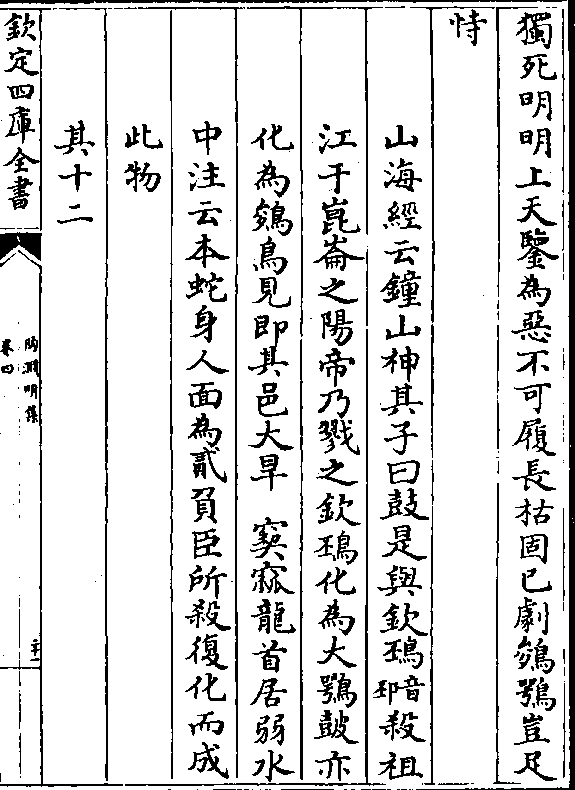 獨死明明上天鑒為惡不可履長枯固已劇鵕鶚豈足
恃
山海經云鐘山神其子曰鼓是與欽䲹音邳殺祖
江于崑崙之陽帝乃戮之欽䲹化為大鶚鼓亦
化為鵕鳥見即其邑大旱　窫窳龍首居弱水
中注云本蛇身人面為貳負臣所殺復化而成
此物
其十二
欽定四庫全書
陶淵明集
卷四